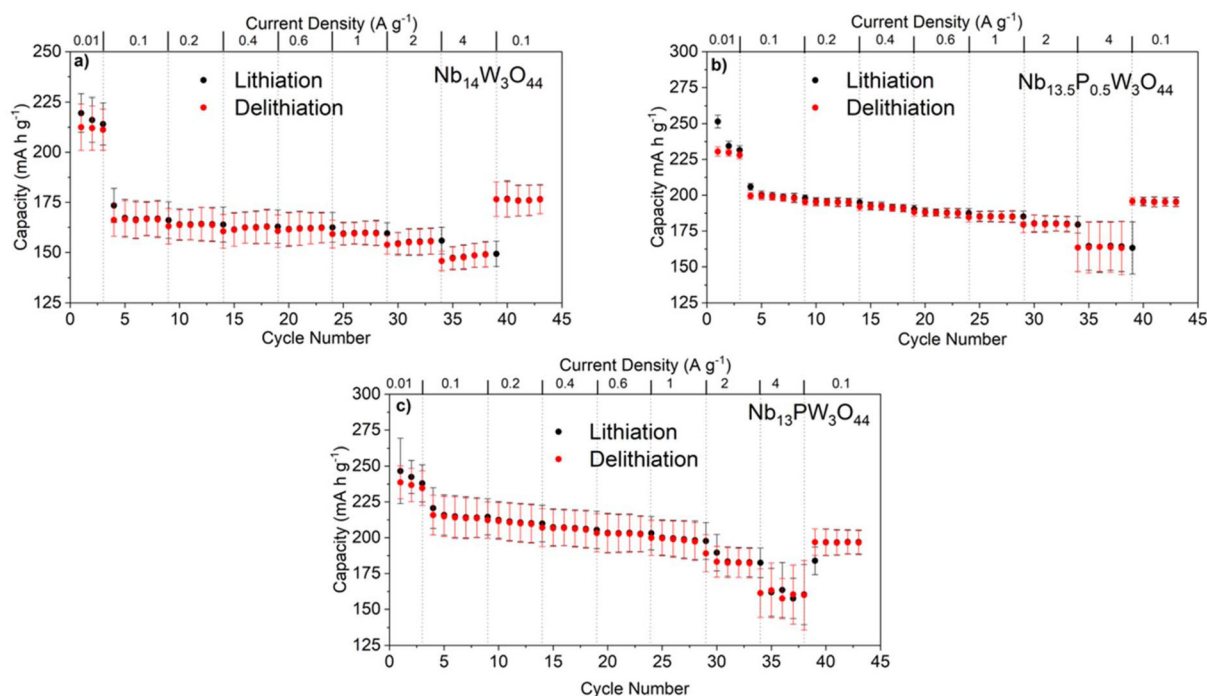 Current Density (A g⁻¹)
0.01 0.1 0.2 0.4 0.6 1 2 4 0.1
a)
Nb₁₄W₃O₄₄
Lithiation
Delithiation
Capacity (mA h g⁻¹)
250
225
200
175
150
125
0 5 10 15 20 25 30 35 40 45
Cycle Number
Current Density (A g⁻¹)
0.01 0.1 0.2 0.4 0.6 1 2 4 0.1
b)
Nb₁₃.₅P₀.₅W₃O₄₄
Lithiation
Delithiation
Capacity mA h g⁻¹)
300
250
225
200
175
150
125
0 5 10 15 20 25 30 35 40 45
Cycle Number
Current Density (A g⁻¹)
0.01 0.1 0.2 0.4 0.6 1 2 4 0.1
c)
Nb₁₃PW₃O₄₄
Lithiation
Delithiation
Capacity (mA h g⁻¹)
300
250
225
200
175
150
125
0 5 10 15 20 25 30 35 40 45
Cycle Number